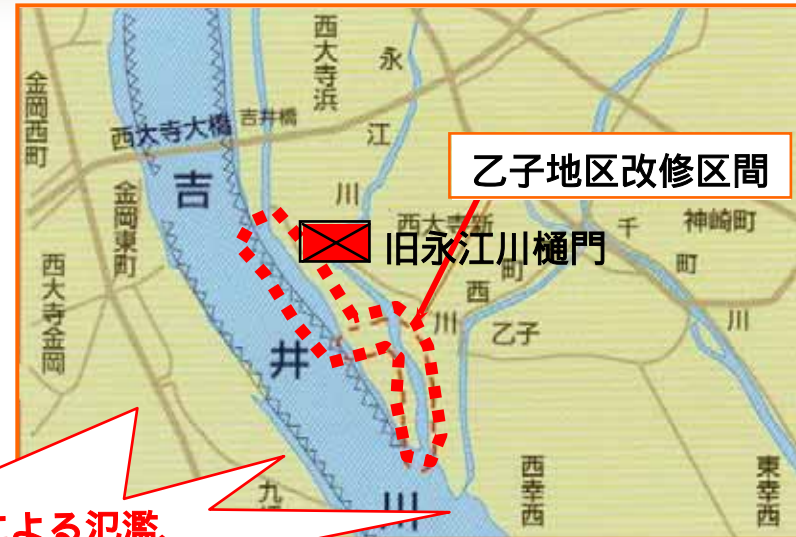 金岡西町
西大寺浜
永江川
吉井橋
西大寺大橋
金岡東町
西大寺金岡
吉井川
乙子地区改修区間
旧永江川樋門
西大寺新
町
西
川
乙子
千
町
川
神崎町
西幸西
東幸西
九
による氾濫、